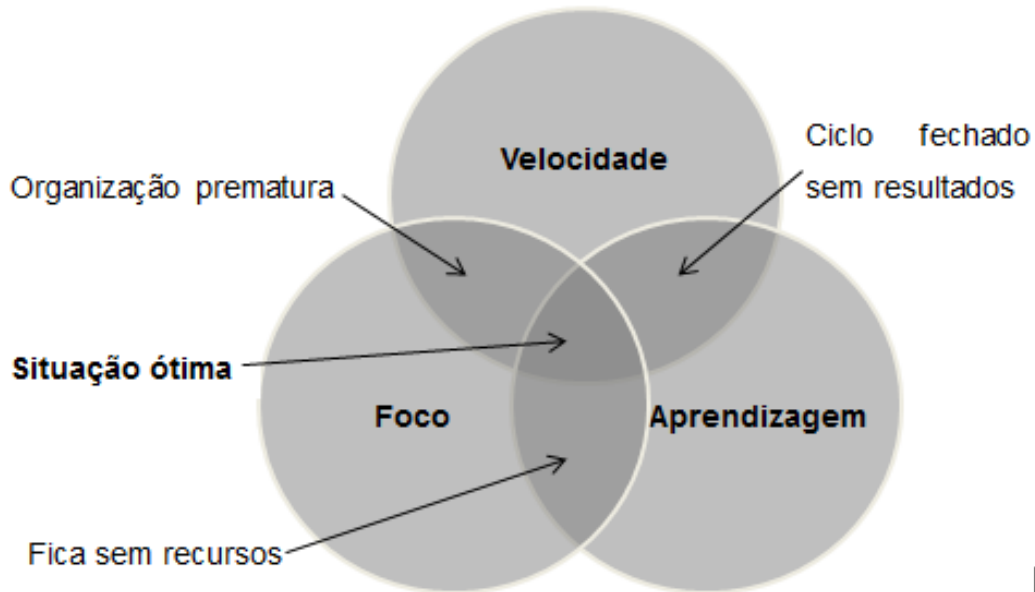 Velocidade
Ciclo fechado
sem resultados
Organização prematura
Situação ótima
Foco
Aprendizagem
Fica sem recursos